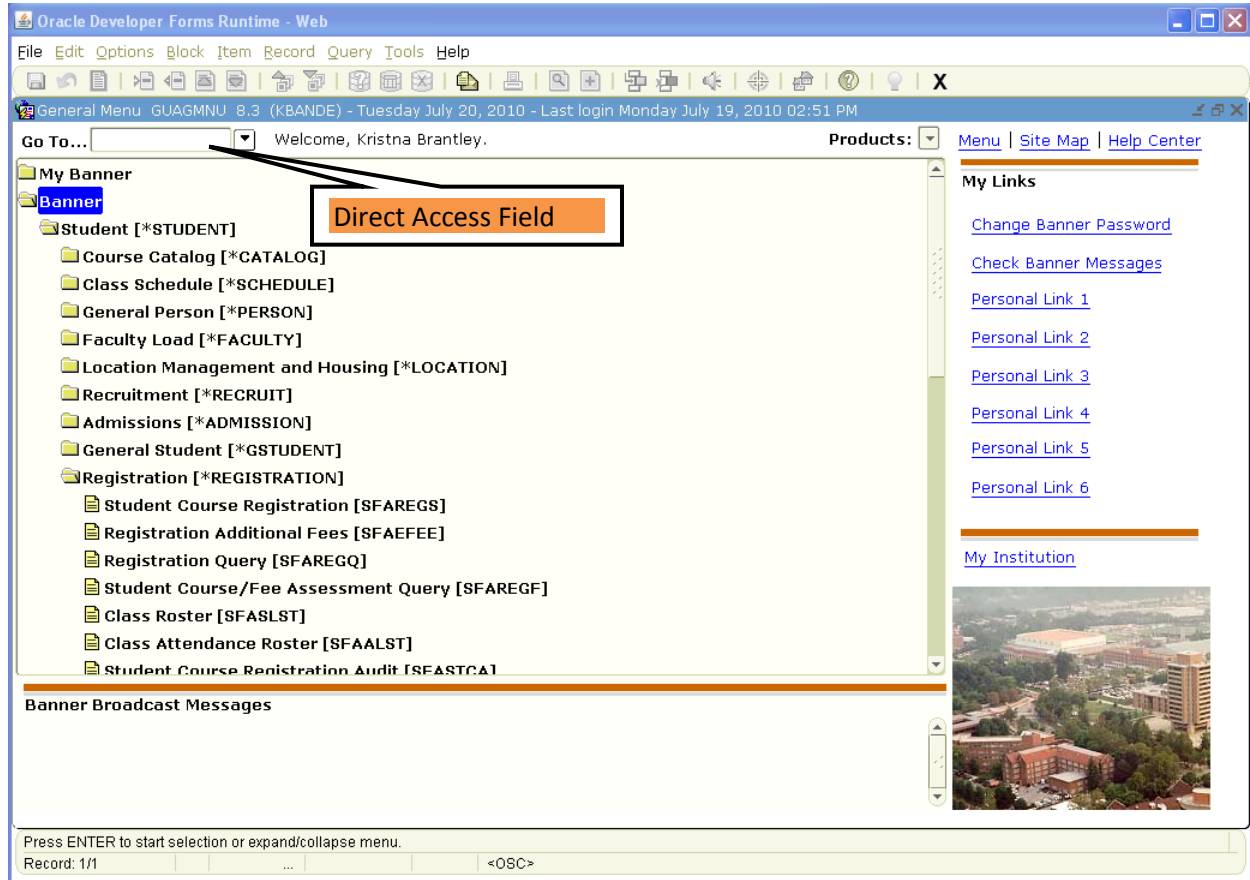 Oracle Developer Forms Runtime - Web
File Edit Options Block Item Record Query Tools Help
X
General Menu GUAGMNU 8.3 (KBANDE) - Tuesday July 20, 2010 - Last login Monday July 19, 2010 02:51 PM
Go To... Welcome, Kristna Brantley. Products: Menu | Site Map | Help Center
My Banner
Banner
Student [*STUDENT]
Course Catalog [*CATALOG]
Class Schedule [*SCHEDULE]
General Person [*PERSON]
Faculty Load [*FACULTY]
Location Management and Housing [*LOCATION]
Recruitment [*RECRUIT]
Admissions [*ADMISSION]
General Student [*GSTUDENT]
Registration [*REGISTRATION]
Student Course Registration [SFAREGS]
Registration Additional Fees [SFAEFEE]
Registration Query [SFAREGQ]
Student Course/Fee Assessment Query [SFAREGF]
Class Roster [SFASLST]
Class Attendance Roster [SFAALST]
Student Course Registration Audit [SFASTCA]
Direct Access Field
My Links
Change Banner Password
Check Banner Messages
Personal Link 1
Personal Link 2
Personal Link 3
Personal Link 4
Personal Link 5
Personal Link 6
My Institution
Banner Broadcast Messages
Press ENTER to start selection or expand/collapse menu.
Record: 1/1 ... <OSC>